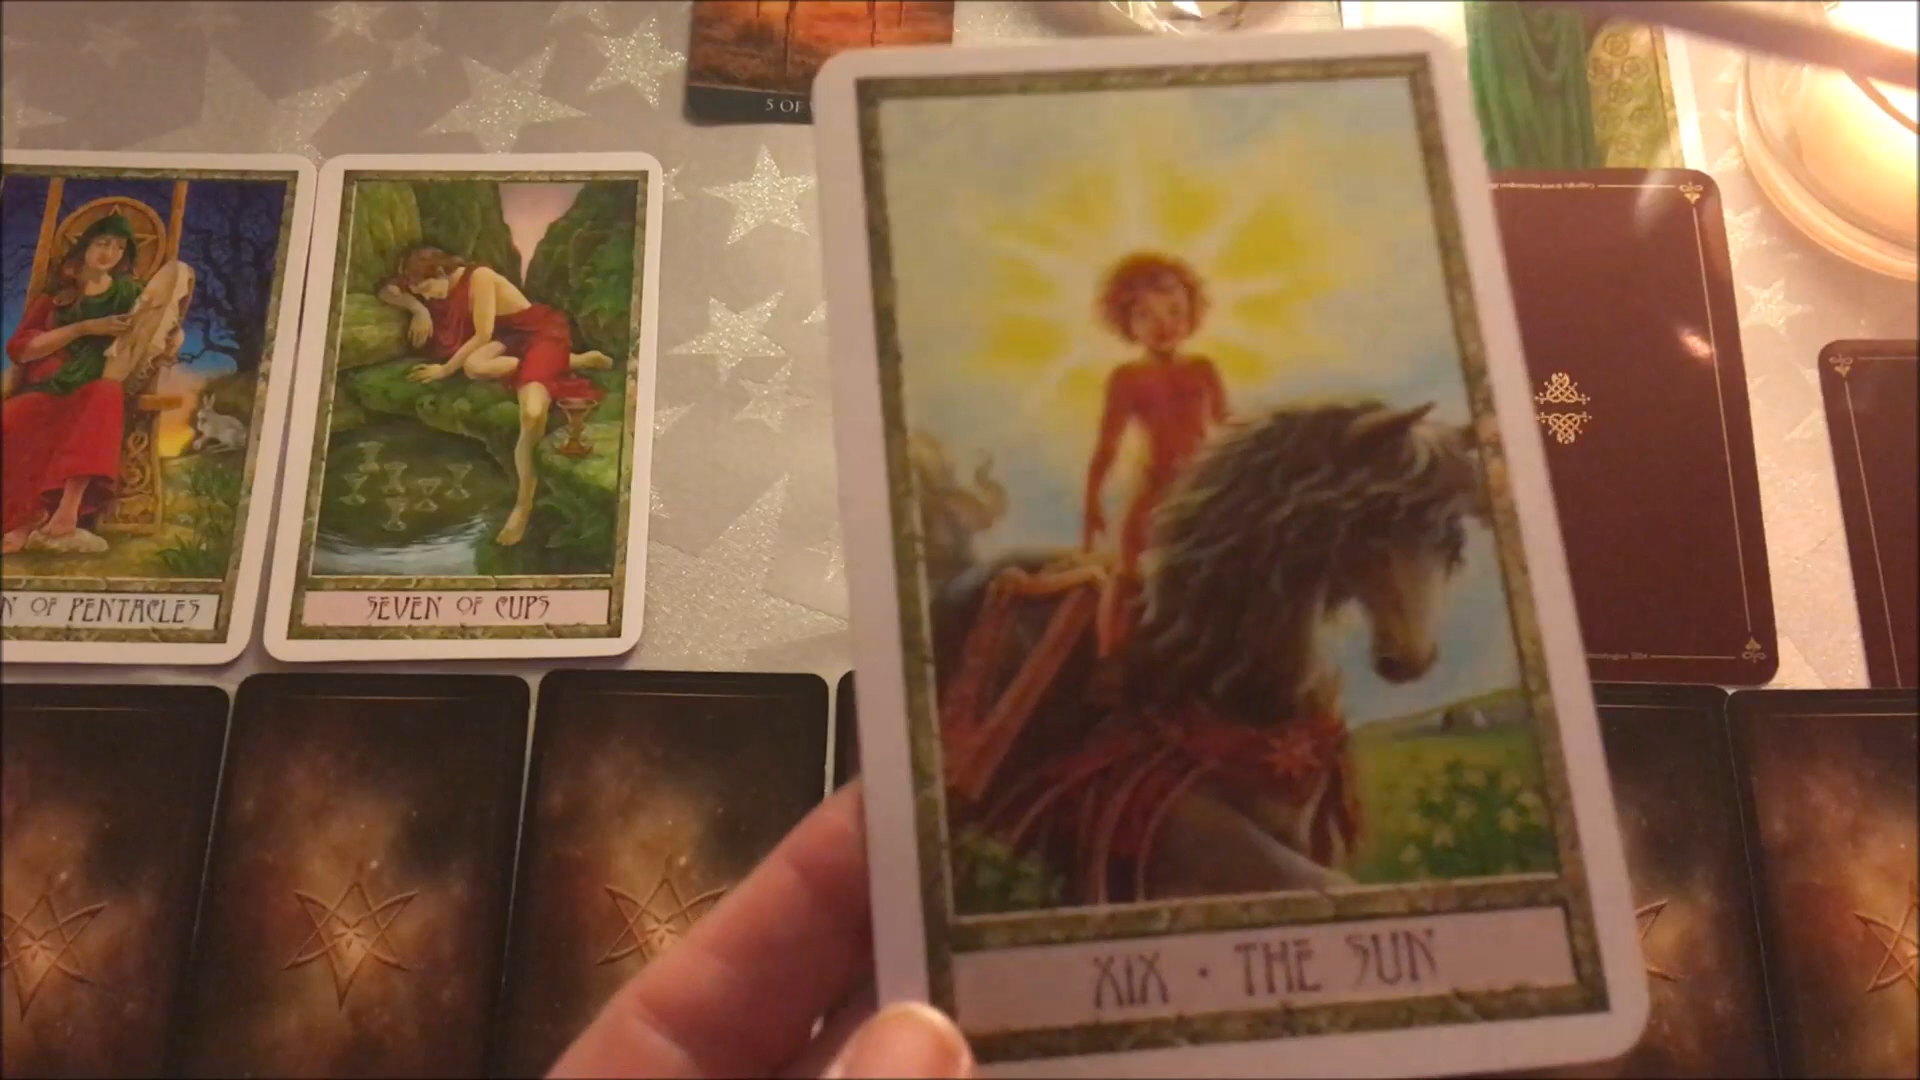 5 OF
N OF PENTACLES
SEVEN OF CUPS
XIX • THE SUN